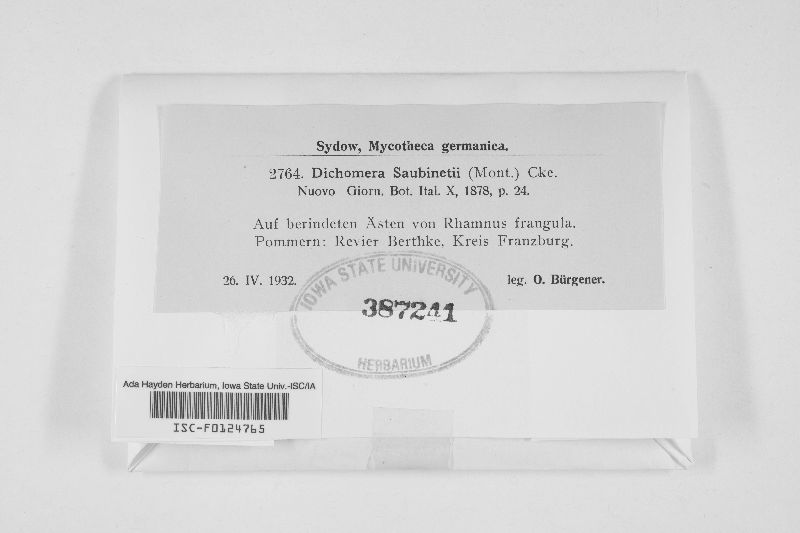 Sydow, Mycotheca germanica.
2764. Dichomera Saubinetii (Mont.) Cke.
Nuovo Giorn. Bot. Ital. X, 1878, p. 24.
Auf berindeten Ästen von Rhamnus frangula.
Pommern: Revier Berthke, Kreis Franzburg.
26. IV. 1932. leg. O. Bürgener.
IOWA STATE UNIVERSITY
387241
HERBARIUM
Ada Hayden Herbarium, Iowa State Univ.-ISC/IA
ISC-F0124765